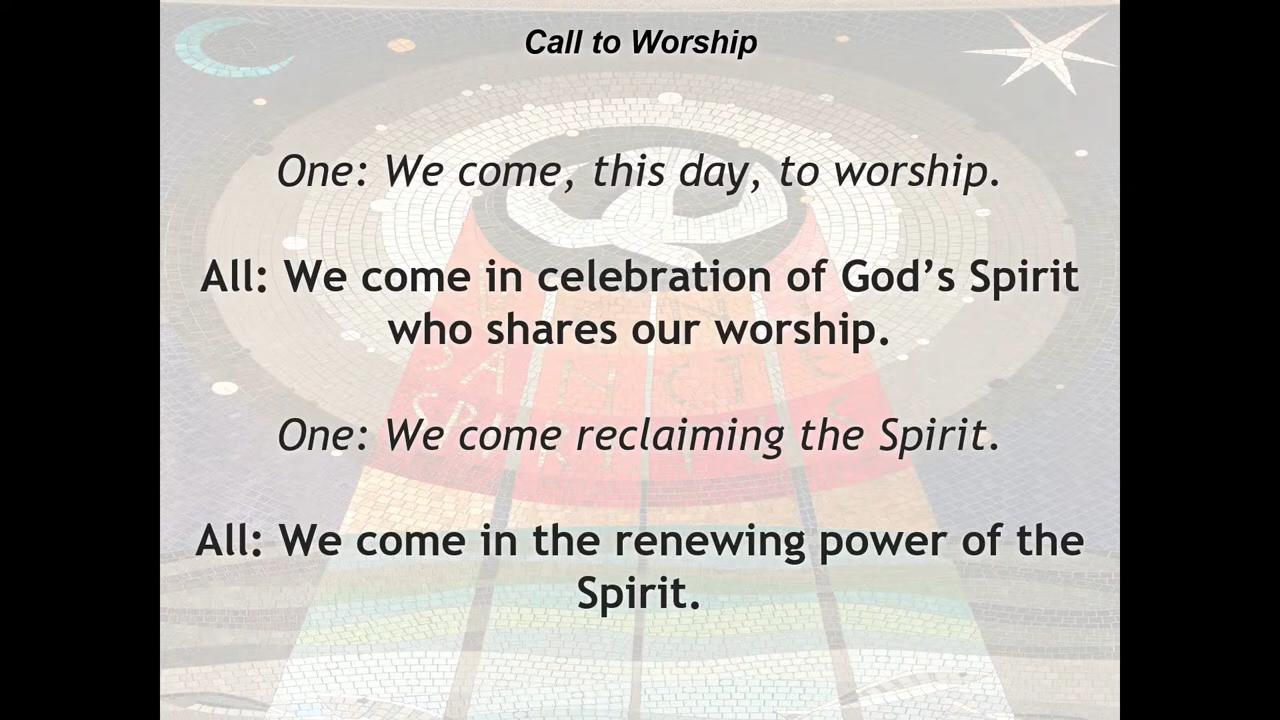 Call to Worship
One: We come, this day, to worship.
All: We come in celebration of God’s Spirit
who shares our worship.
One: We come reclaiming the Spirit.
All: We come in the renewing power of the
Spirit.
SANCT